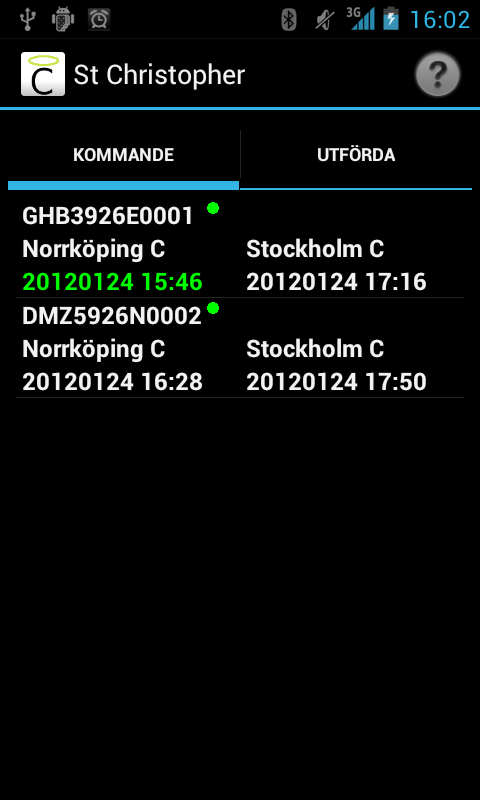 3G 16:02
C St Christopher ?
KOMMANDE UTFÖRDA
GHB3926E0001
Norrköping C Stockholm C
20120124 15:46 20120124 17:16
DMZ5926N0002
Norrköping C Stockholm C
20120124 16:28 20120124 17:50